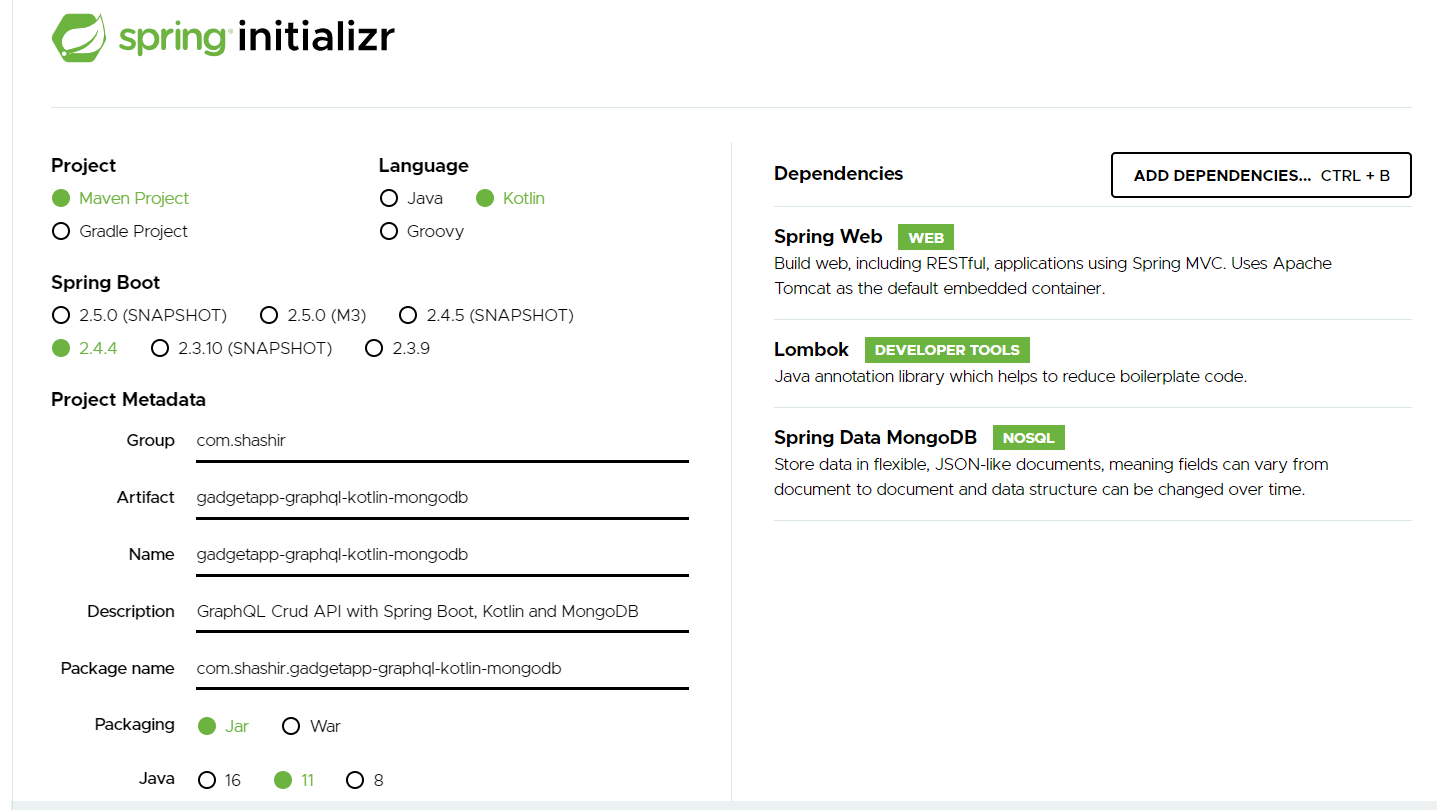 spring initializr
Project
Maven Project
Gradle Project
Language
Java Kotlin
Groovy
Spring Boot
2.5.0 (SNAPSHOT) 2.5.0 (M3) 2.4.5 (SNAPSHOT)
2.4.4 2.3.10 (SNAPSHOT) 2.3.9
Project Metadata
Group com.shashir
Artifact gadgetapp-graphql-kotlin-mongodb
Name gadgetapp-graphql-kotlin-mongodb
Description GraphQL Crud API with Spring Boot, Kotlin and MongoDB
Package name com.shashir.gadgetapp-graphql-kotlin-mongodb
Packaging Jar War
Java 16 11 8
Dependencies ADD DEPENDENCIES... CTRL + B
Spring Web WEB
Build web, including RESTful, applications using Spring MVC. Uses Apache
Tomcat as the default embedded container.
Lombok DEVELOPER TOOLS
Java annotation library which helps to reduce boilerplate code.
Spring Data MongoDB NOSQL
Store data in flexible, JSON-like documents, meaning fields can vary from
document to document and data structure can be changed over time.